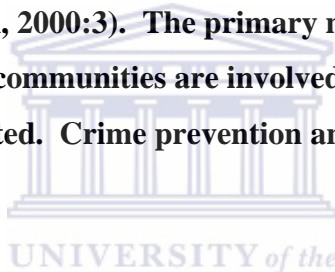 , 2000:3). The primary r
communities are involved
ted. Crime prevention an
UNIVERSITY of the